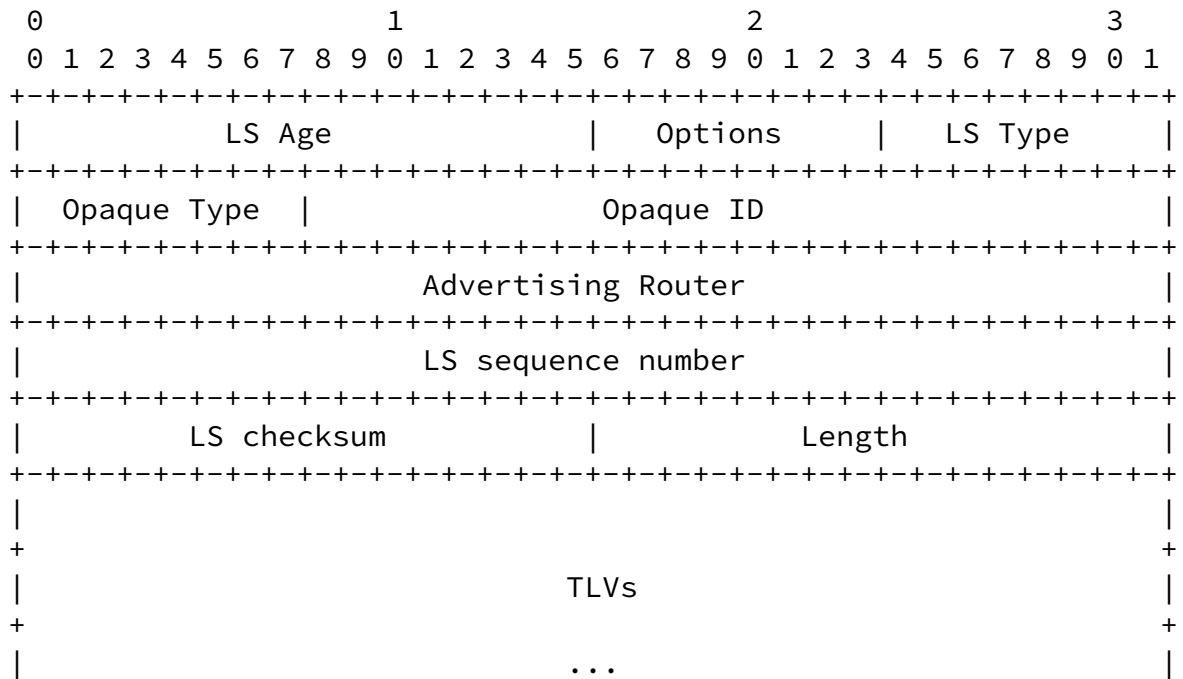 0                   1                   2                   3
 0 1 2 3 4 5 6 7 8 9 0 1 2 3 4 5 6 7 8 9 0 1 2 3 4 5 6 7 8 9 0 1
+-+-+-+-+-+-+-+-+-+-+-+-+-+-+-+-+-+-+-+-+-+-+-+-+-+-+-+-+-+-+-+-+
|           LS Age              |   Options     |   LS Type     |
+-+-+-+-+-+-+-+-+-+-+-+-+-+-+-+-+-+-+-+-+-+-+-+-+-+-+-+-+-+-+-+-+
|  Opaque Type  |                Opaque ID                      |
+-+-+-+-+-+-+-+-+-+-+-+-+-+-+-+-+-+-+-+-+-+-+-+-+-+-+-+-+-+-+-+-+
|                      Advertising Router                       |
+-+-+-+-+-+-+-+-+-+-+-+-+-+-+-+-+-+-+-+-+-+-+-+-+-+-+-+-+-+-+-+-+
|                      LS sequence number                       |
+-+-+-+-+-+-+-+-+-+-+-+-+-+-+-+-+-+-+-+-+-+-+-+-+-+-+-+-+-+-+-+-+
|         LS checksum           |           Length              |
+-+-+-+-+-+-+-+-+-+-+-+-+-+-+-+-+-+-+-+-+-+-+-+-+-+-+-+-+-+-+-+-+
|                                                               |
+                                                               +
|                              TLVs                             |
+                                                               +
|                              ...                              |